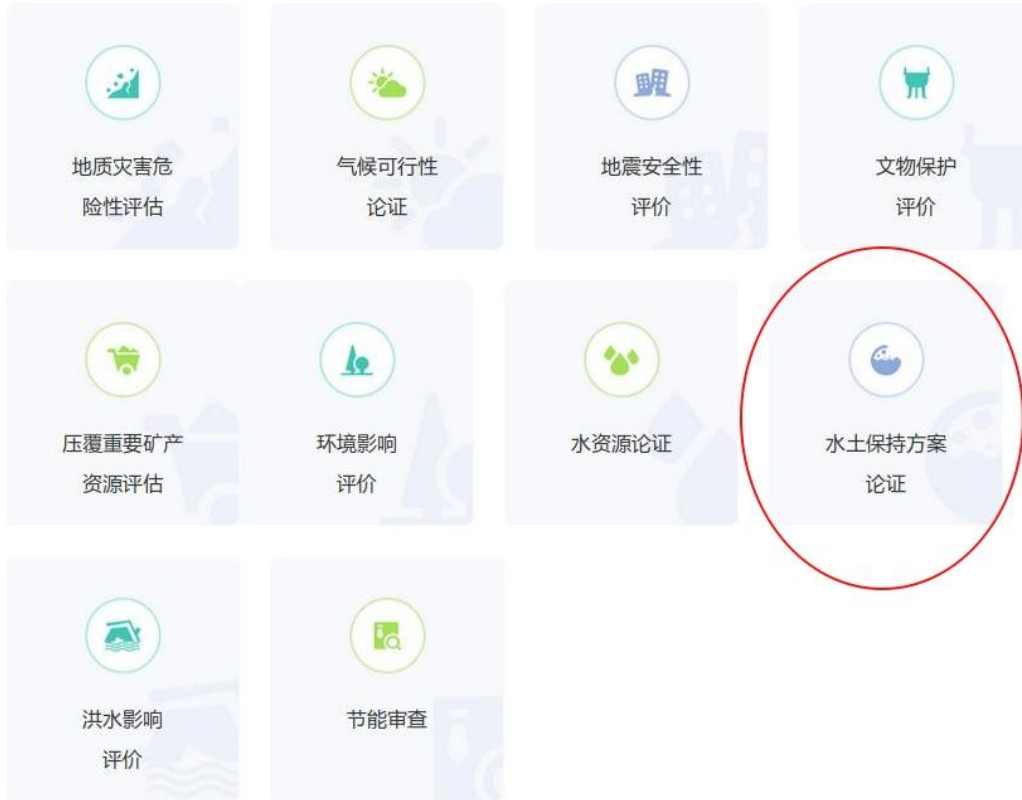 地质灾害危
险性评估
气候可行性
论证
地震安全性
评价
文物保护
评价
压覆重要矿产
资源评估
环境影响
评价
水资源论证
水土保持方案
论证
洪水影响
评价
节能审查